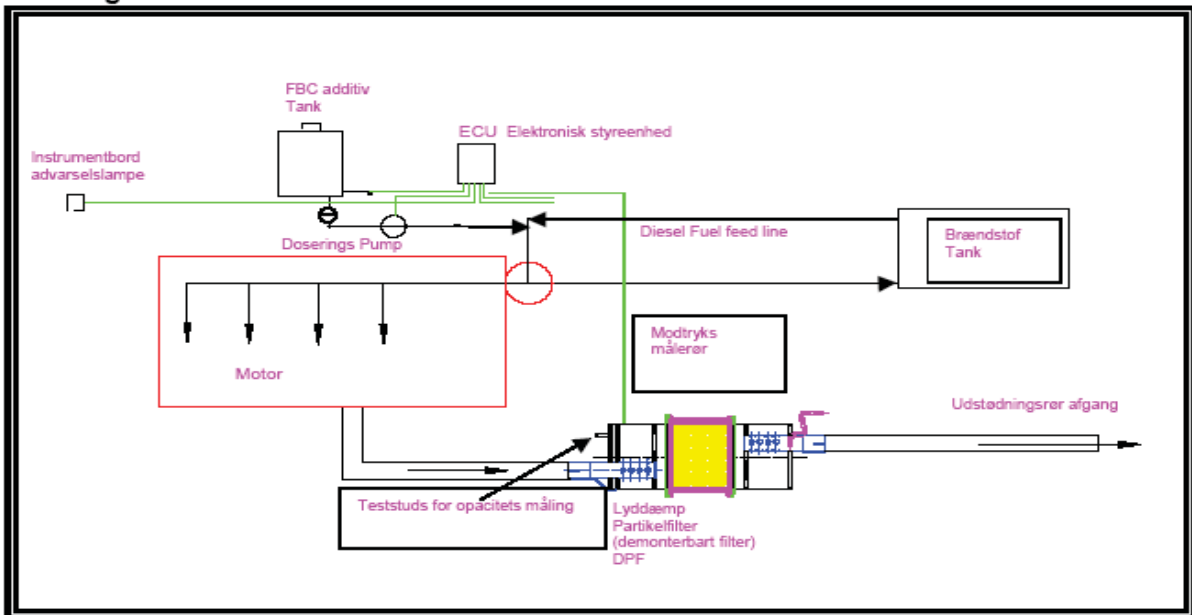 FBC additiv
Tank
ECU Elektronisk styreenhed
Instrumentbord
advarselslampe
Doserings Pump
Diesel Fuel feed line
Brændstof
Tank
Modtryks
målerør
Motor
Udstødningsrør afgang
Teststuds for opacitets måling
Lyddæmp
Partikelfilter
(demonterbart filter)
DPF